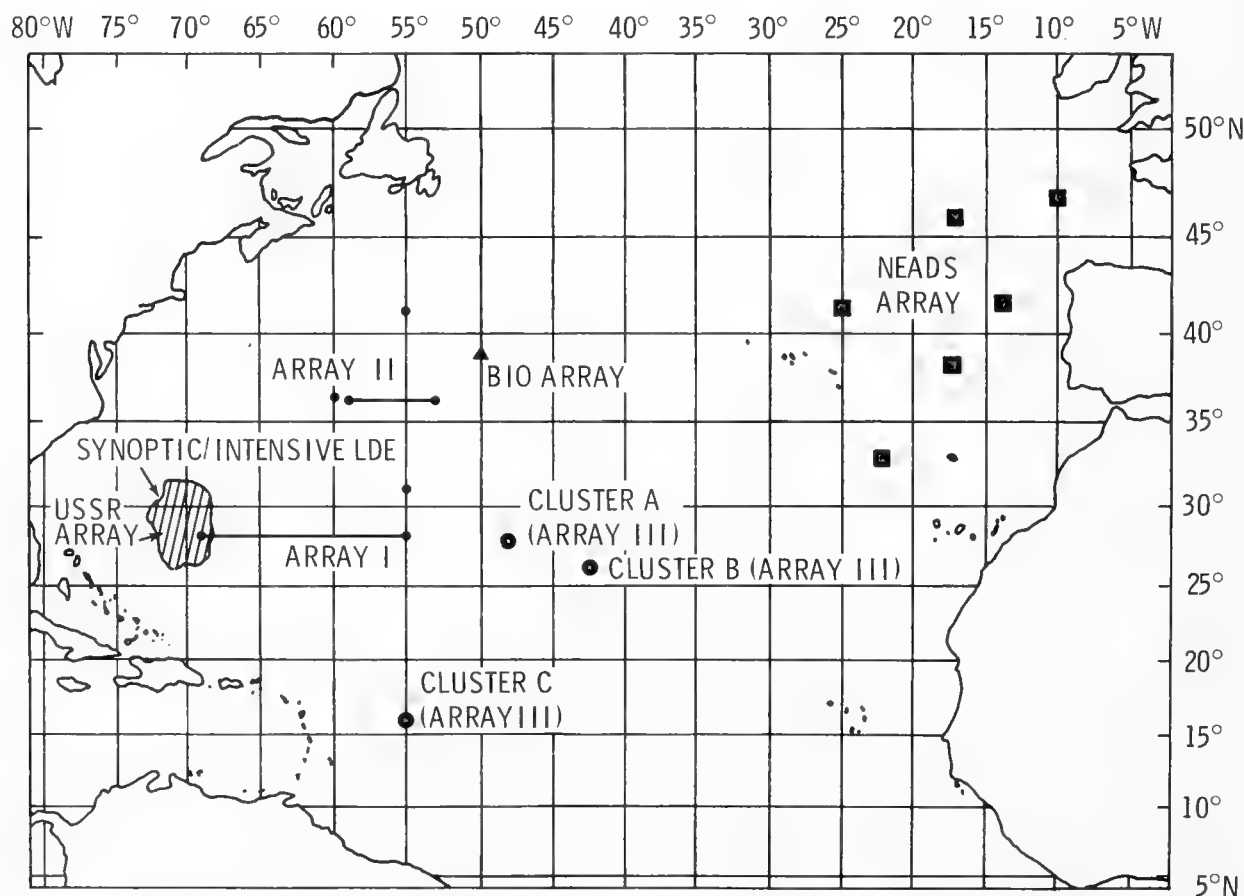 80° 75° 70° 65° 60° 55° 50° 45° 40° 35° 30° 25° 20° 15° 10° 5°W
50°N
45°
NEADS
ARRAY
40°
ARRAY II
BIO ARRAY
35°
SYNOPTIC/INTENSIVE LDE
USSR
ARRAY
30°
CLUSTER A
(ARRAY III)
ARRAY I
CLUSTER B (ARRAY III)
25°
20°
CLUSTER C
(ARRAY III)
15°
10°
5°N